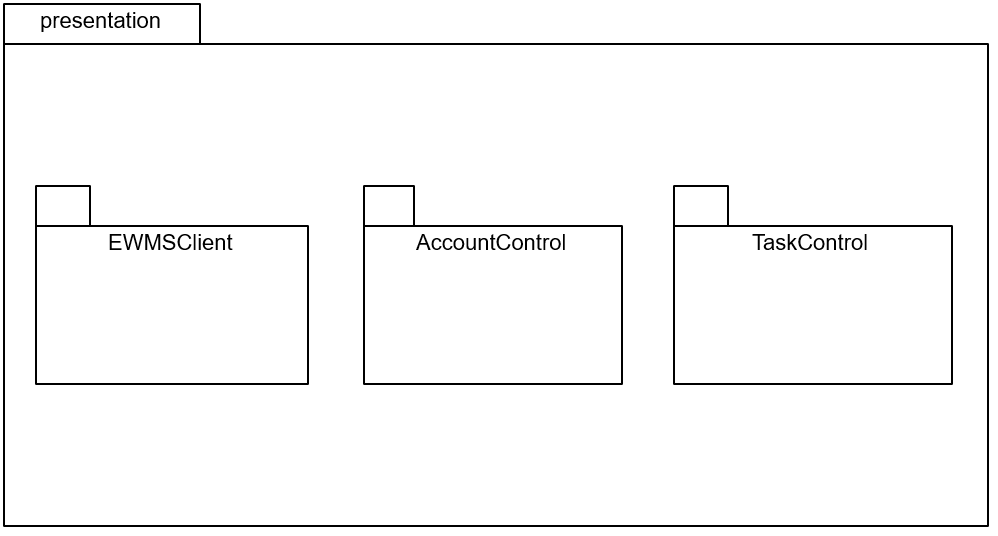 presentation
EWMSClient
AccountControl
TaskControl